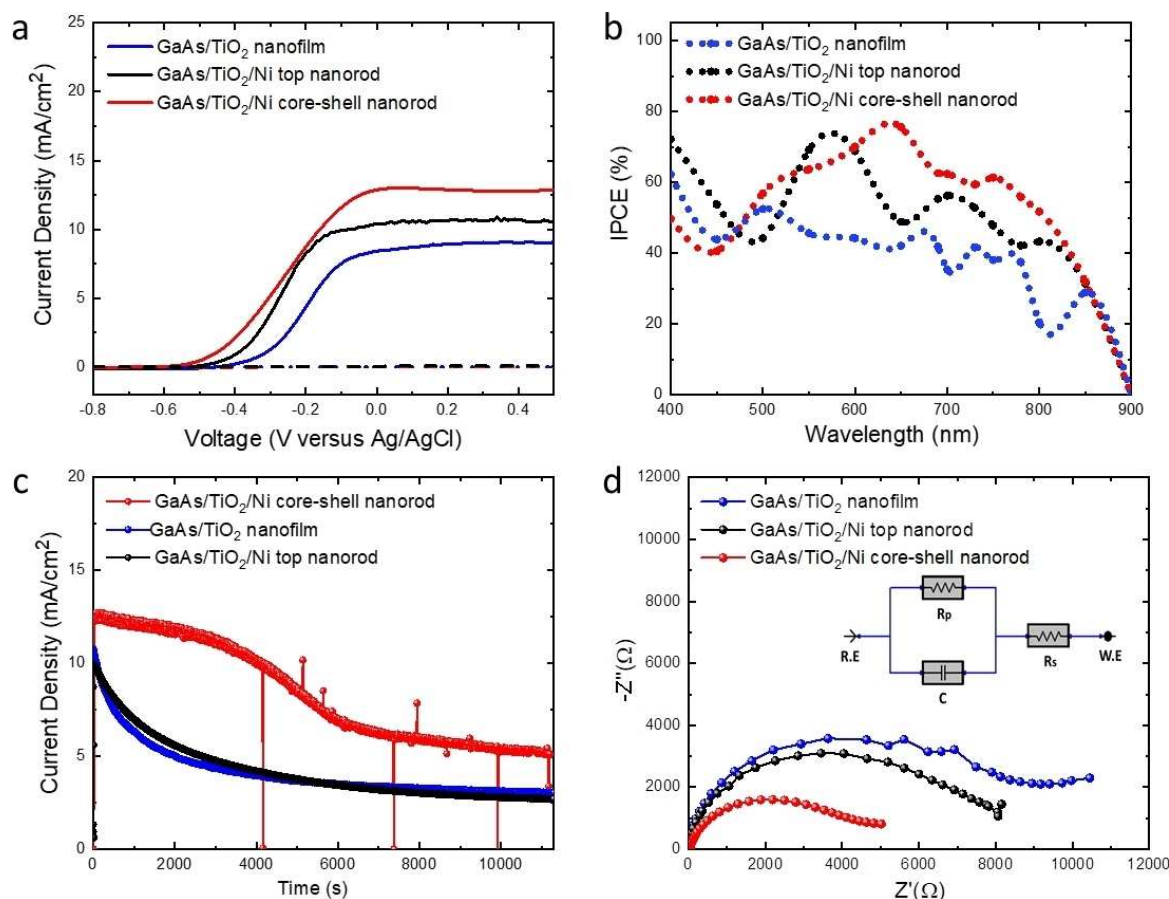 a
GaAs/TiO₂ nanofilm
GaAs/TiO₂/Ni top nanorod
GaAs/TiO₂/Ni core-shell nanorod
Current Density (mA/cm²)
25
20
15
10
5
0
-0.8 -0.6 -0.4 -0.2 0.0 0.2 0.4
Voltage (V versus Ag/AgCl)
b
GaAs/TiO₂ nanofilm
GaAs/TiO₂/Ni top nanorod
GaAs/TiO₂/Ni core-shell nanorod
IPCE (%)
100
80
60
40
20
0
400 500 600 700 800 900
Wavelength (nm)
c
GaAs/TiO₂/Ni core-shell nanorod
GaAs/TiO₂ nanofilm
GaAs/TiO₂/Ni top nanorod
Current Density (mA/cm²)
20
15
10
5
0
0 2000 4000 6000 8000 10000
Time (s)
d
GaAs/TiO₂ nanofilm
GaAs/TiO₂/Ni top nanorod
GaAs/TiO₂/Ni core-shell nanorod
Rp
R.E
Rs
W.E
C
-Z"(Ω)
12000
10000
8000
6000
4000
2000
0
0 2000 4000 6000 8000 10000 12000
Z'(Ω)